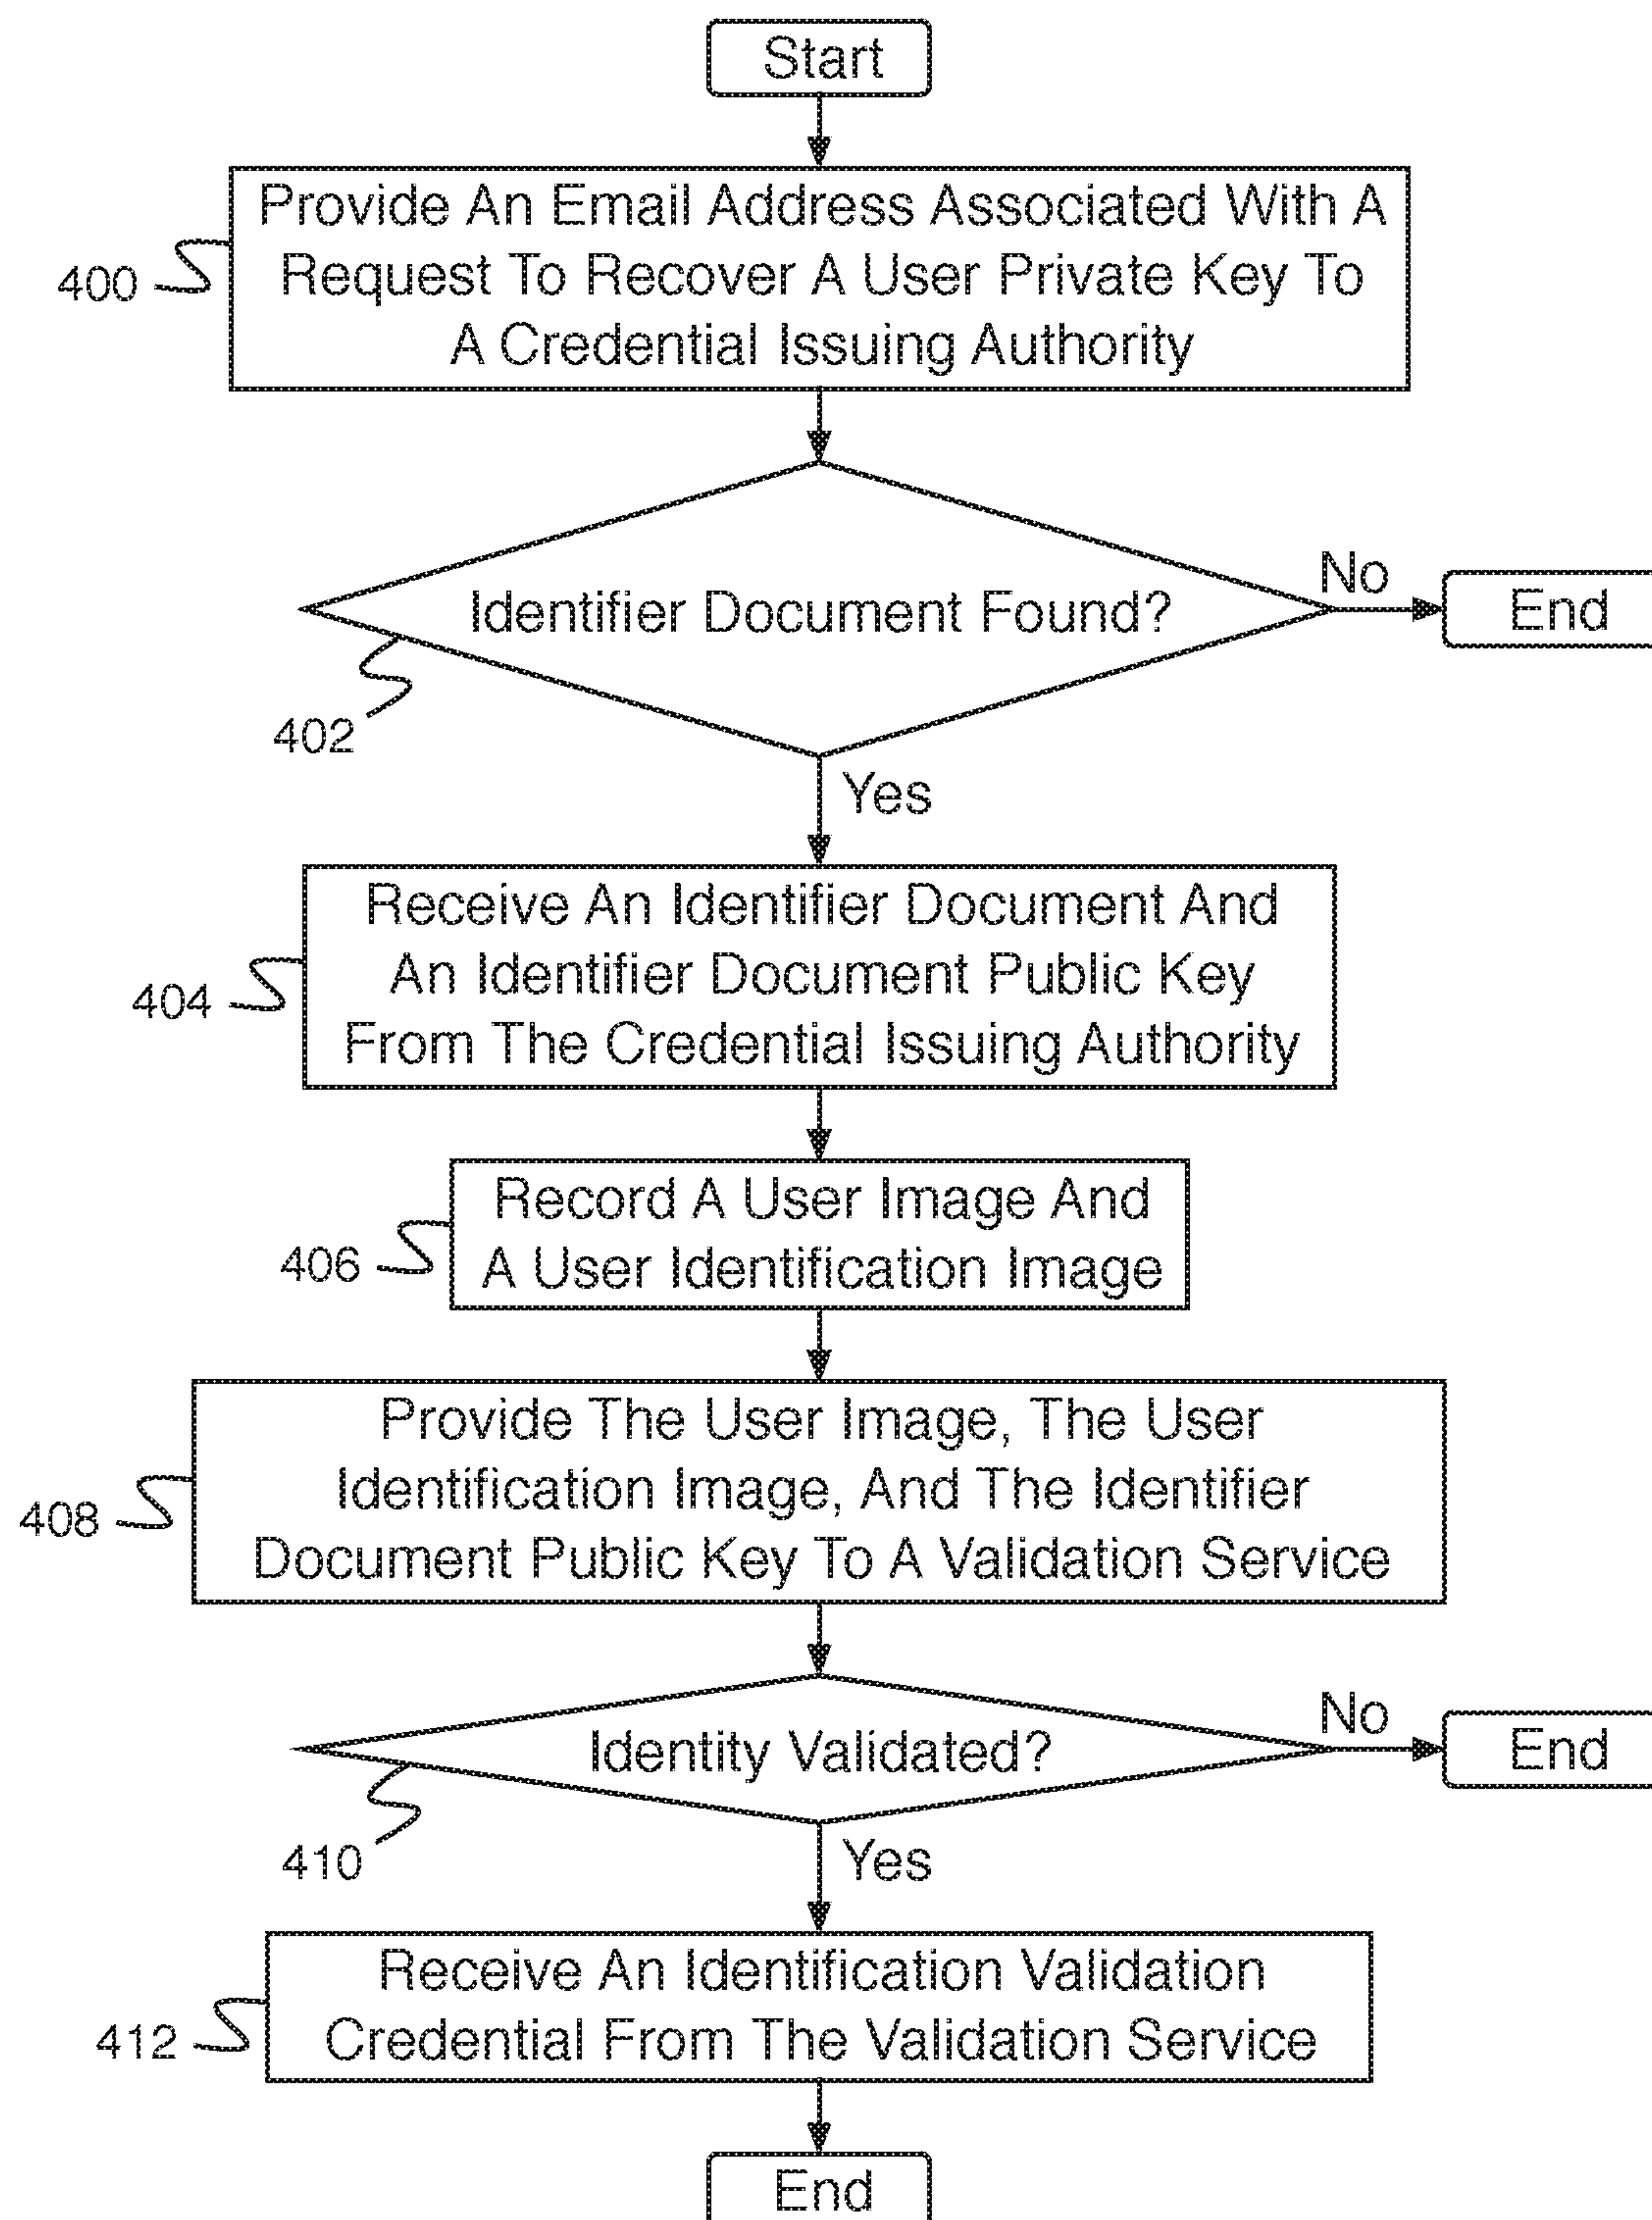 Start
Provide An Email Address Associated With A
Request To Recover A User Private Key To
A Credential Issuing Authority
400
Identifier Document Found?
No
End
402
Yes
Receive An Identifier Document And
An Identifier Document Public Key
From The Credential Issuing Authority
404
Record A User Image And
A User Identification Image
406
Provide The User Image, The User
Identification Image, And The Identifier
Document Public Key To A Validation Service
408
Identity Validated?
No
End
410
Yes
Receive An Identification Validation
Credential From The Validation Service
412
End